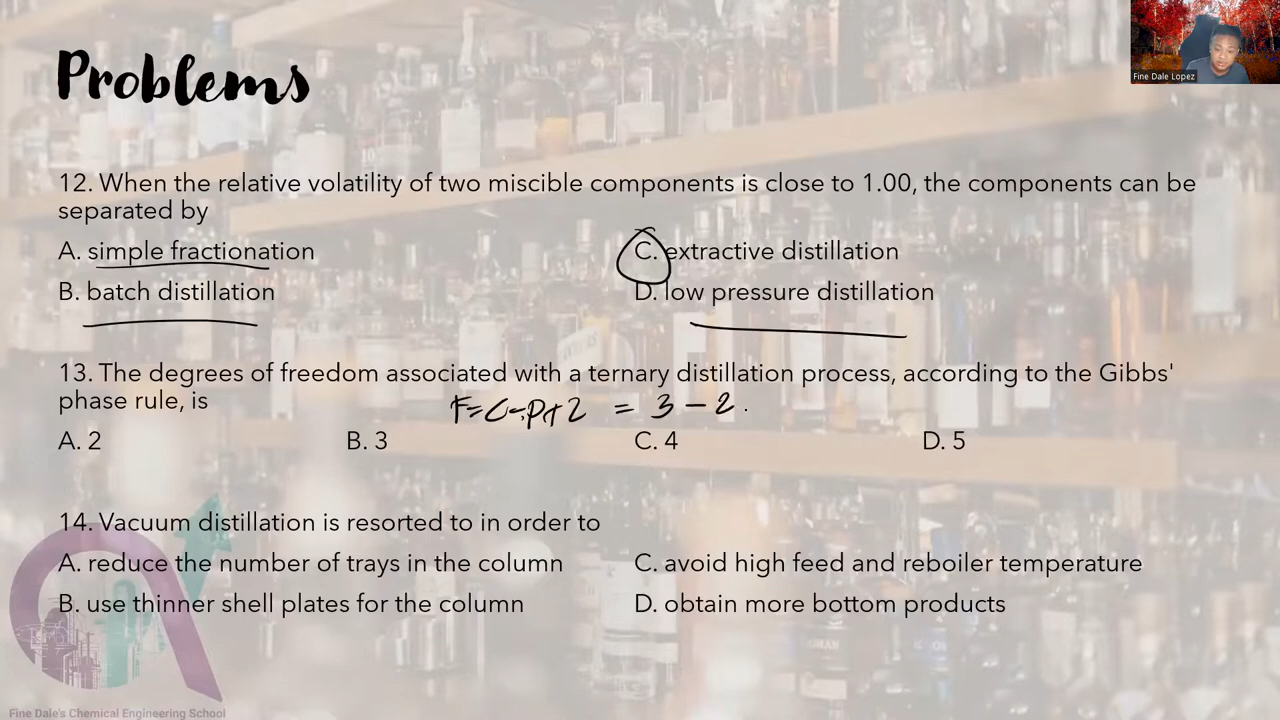 Problems
Fine Dale Lopez
12. When the relative volatility of two miscible components is close to 1.00, the components can be
separated by
A. simple fractionation
C. extractive distillation
B. batch distillation
D. low pressure distillation
13. The degrees of freedom associated with a ternary distillation process, according to the Gibbs'
phase rule, is
F=C-P+2 = 3-2.
A. 2
B. 3
C. 4
D. 5
14. Vacuum distillation is resorted to in order to
A. reduce the number of trays in the column
C. avoid high feed and reboiler temperature
B. use thinner shell plates for the column
D. obtain more bottom products
Fine Dale's Chemical Engineering School